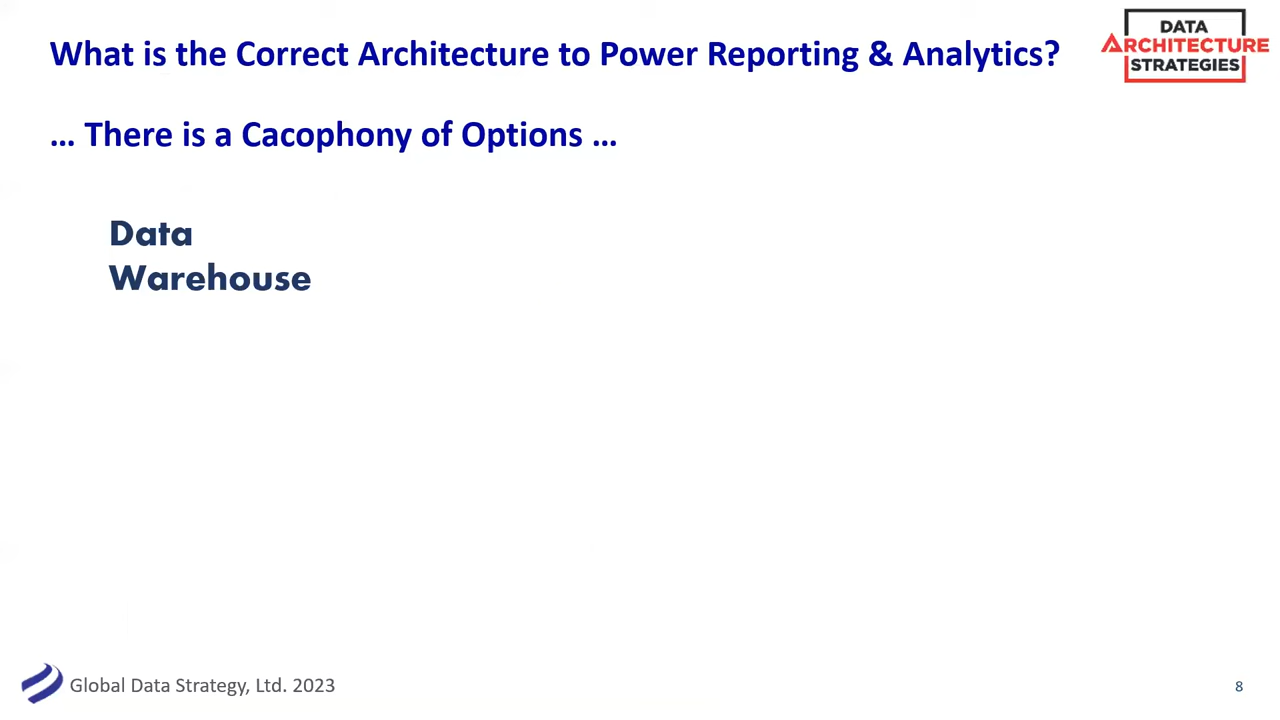 What is the Correct Architecture to Power Reporting & Analytics?
DATA
ARCHITECTURE
STRATEGIES
… There is a Cacophony of Options …
Data
Warehouse
Global Data Strategy, Ltd. 2023
8